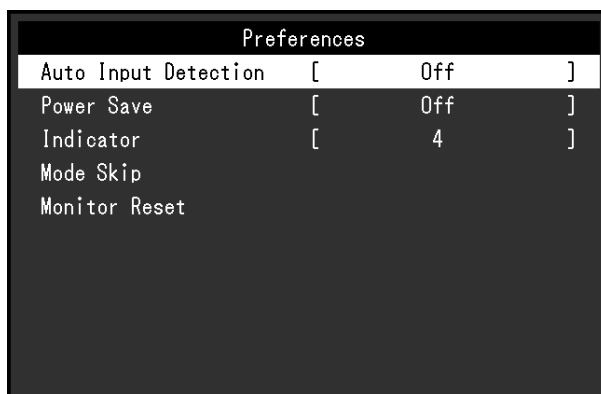 Preferences
Auto Input Detection [ Off ]
Power Save [ Off ]
Indicator [ 4 ]
Mode Skip
Monitor Reset